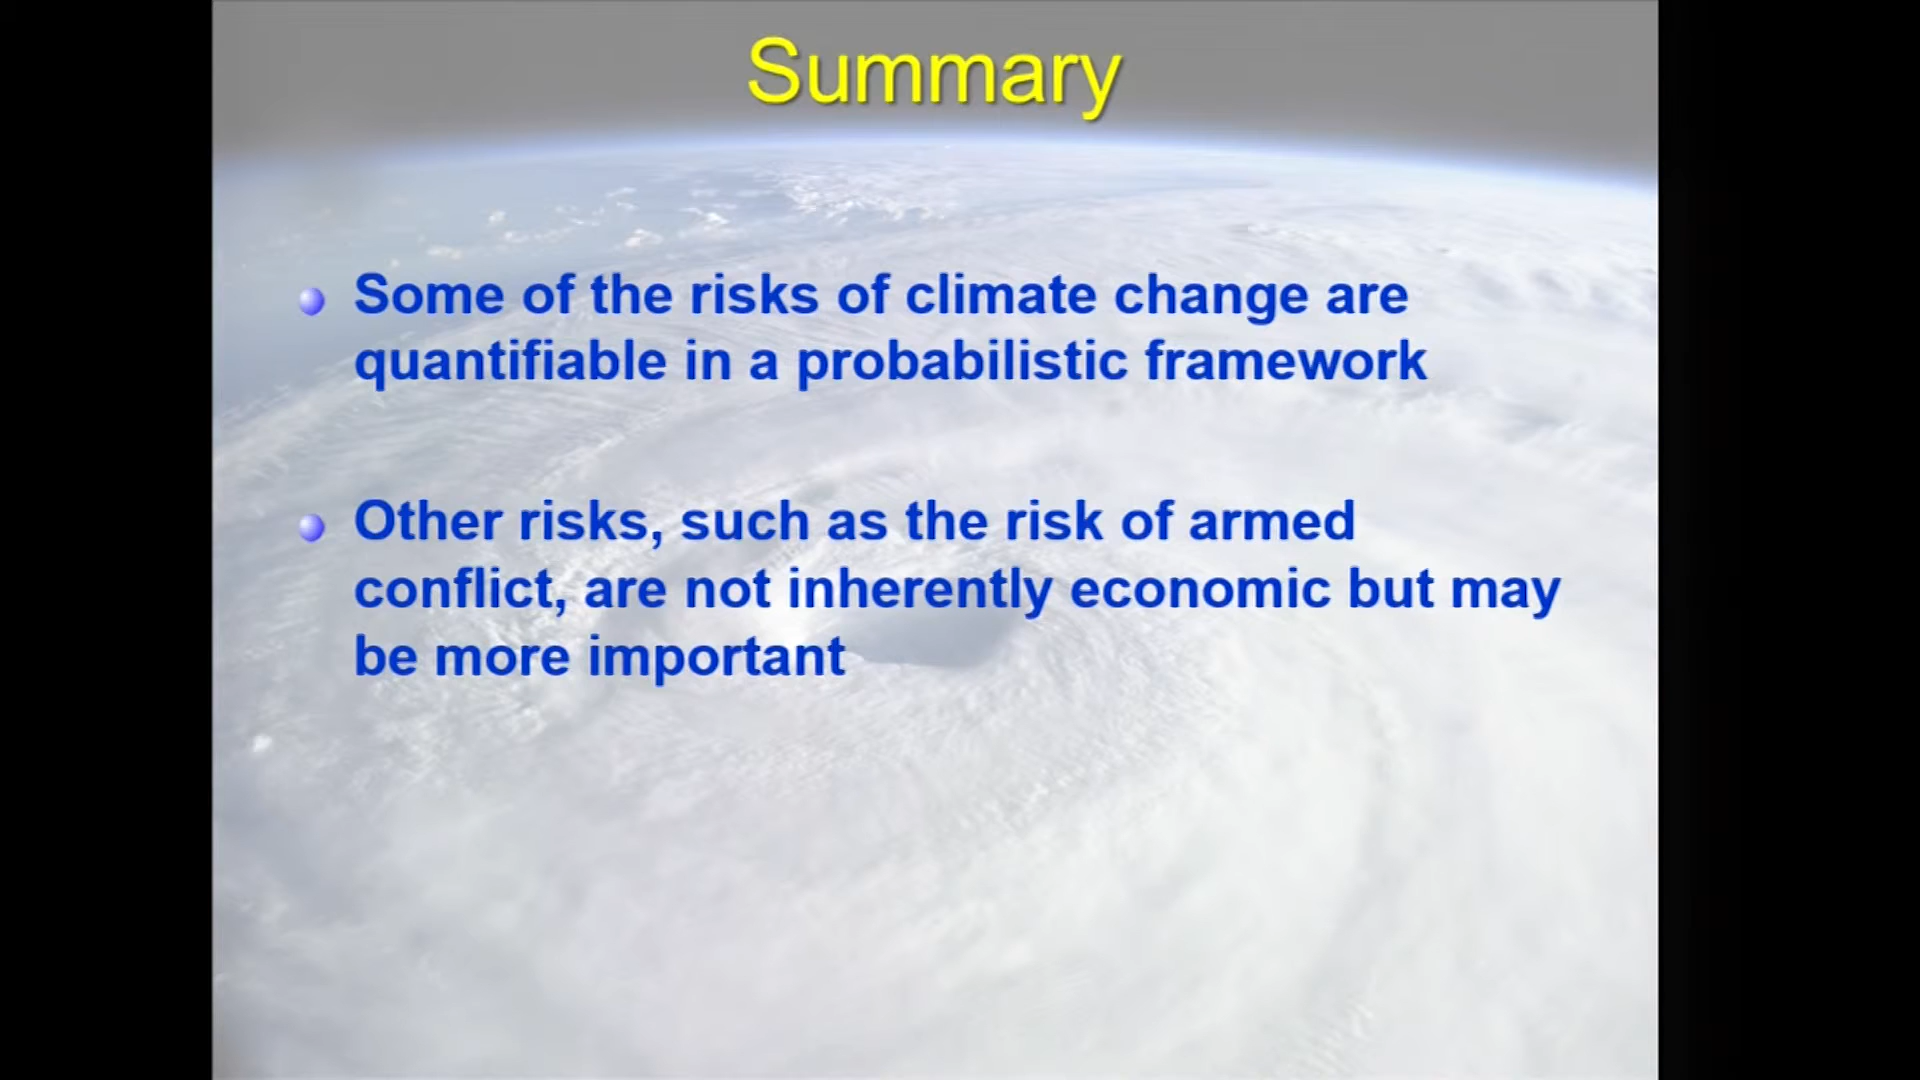 Summary
Some of the risks of climate change are
quantifiable in a probabilistic framework
Other risks, such as the risk of armed
conflict, are not inherently economic but may
be more important